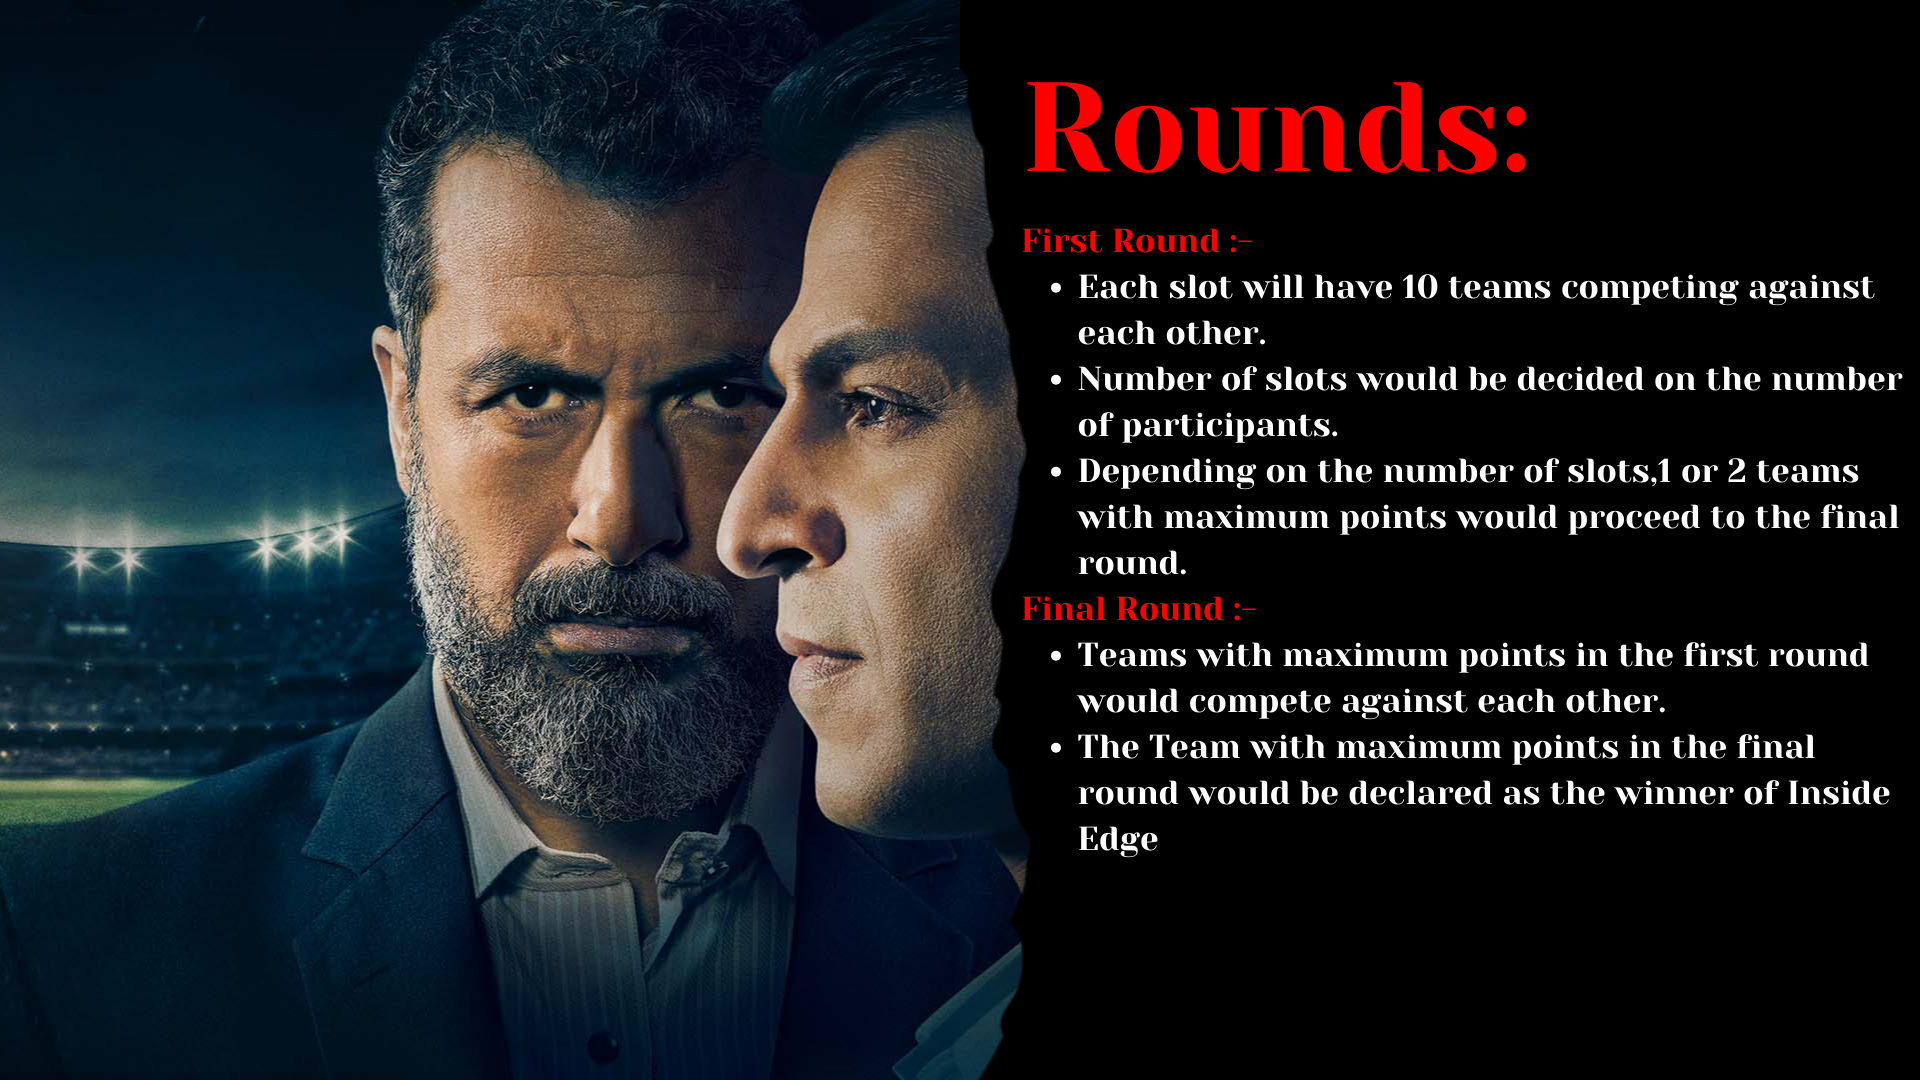 Rounds:
First Round :-
• Each slot will have 10 teams competing against
each other.
• Number of slots would be decided on the number
of participants.
• Depending on the number of slots,1 or 2 teams
with maximum points would proceed to the final
round.
Final Round :-
• Teams with maximum points in the first round
would compete against each other.
• The Team with maximum points in the final
round would be declared as the winner of Inside
Edge